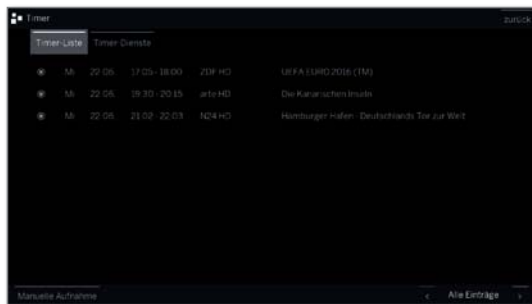 Timer
zurück
Timer-Liste Timer-Dienste
Mi 22.06. 17:05 - 18:00 ZDF HD UEFA EURO 2016 (TM)
Mi 22.06. 19:30 - 20:15 arte HD Die Kanarischen Inseln
Mi 22.06. 21:02 - 22:03 N24 HD Hamburger Hafen - Deutschlands Tor zur Welt
Manuelle Aufnahme
< Alle Einträge >